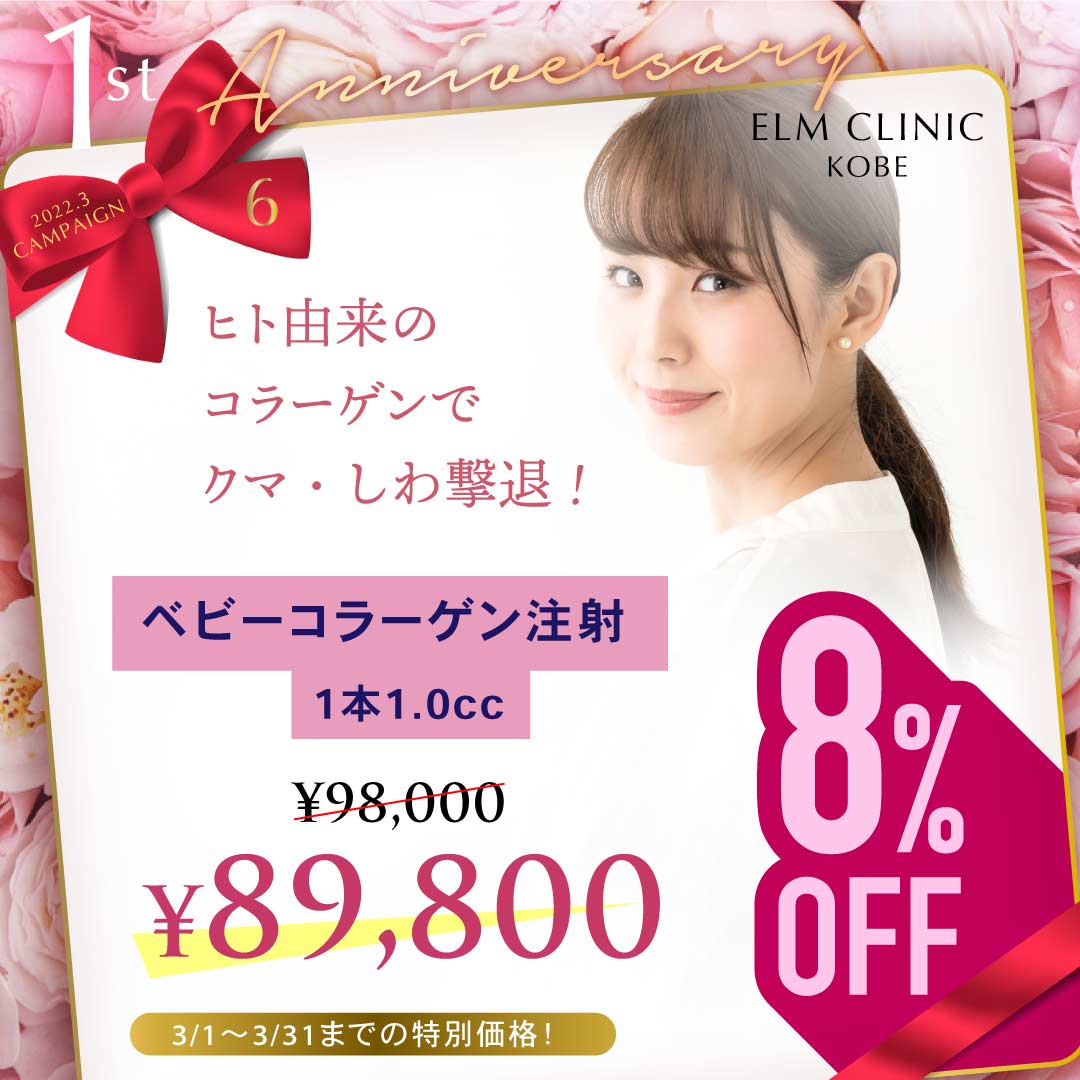 1st Anniversary
ELM CLINIC
KOBE
2022.3
CAMPAIGN
6
ヒト由来の
コラーゲンで
クマ・しわ撃退！
ベビーコラーゲン注射
1本1.0cc
¥98,000
¥89,800
8%
OFF
3/1～3/31までの特別価格！